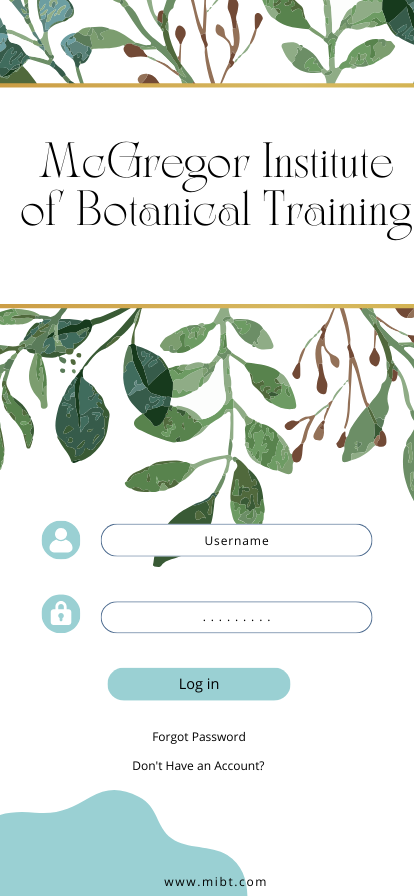 McGregor Institute
of Botanical Training
Username
.........
Log in
Forgot Password
Don't Have an Account?
www.mibt.com